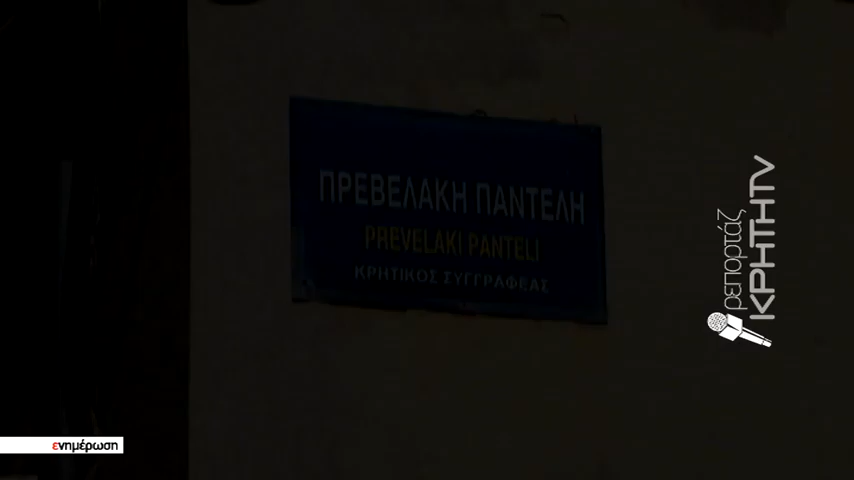 ΠΡΕΒΕΛΑΚΗ ΠΑΝΤΕΛΗ
PREVELAKI PANTELI
ΚΡΗΤΙΚΟΣ ΣΥΓΓΡΑΦΕΑΣ
ρεπορτάζ
ΚΡΗΤΗTV
ενημέρωση